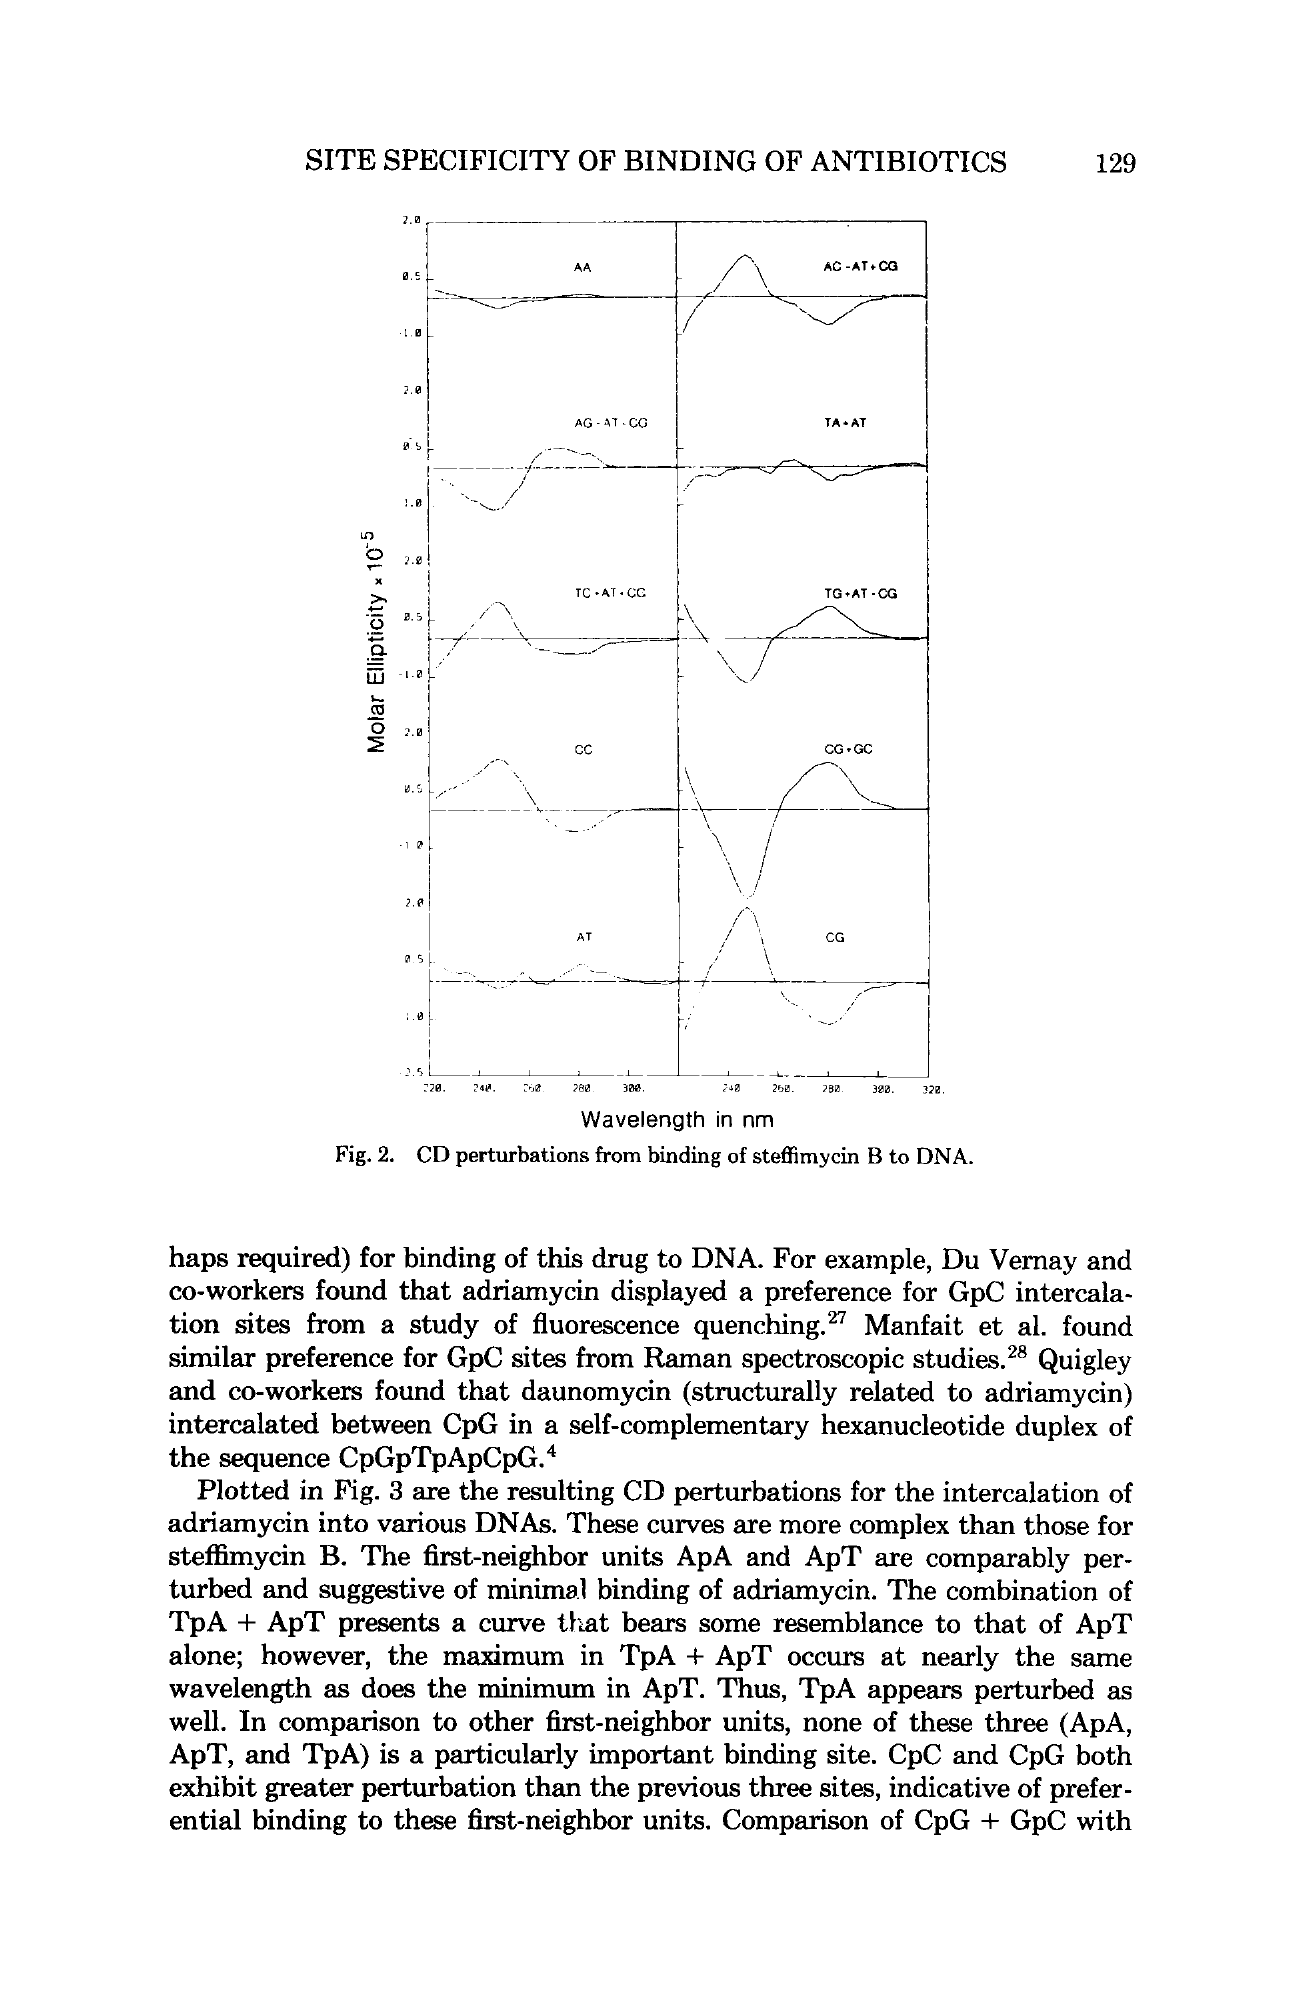 SITE SPECIFICITY OF BINDING OF ANTIBIOTICS 129
2.0
AA
AC-AT+CG
0.5
-1.0
2.0
AG-AT-CG
TA+AT
0.5
1.0
2.0
TC+AT+CG
TG+AT-CG
0.5
-1.0
2.0
CC
CG+GC
0.5
-1 0
2.0
AT
CG
0 5
1.0
-2.5
Molar Ellipticity × 10⁻⁵
220. 240. 260 280 300. 240 260. 280. 300. 320.
Wavelength in nm
Fig. 2. CD perturbations from binding of steffimycin B to DNA.
haps required) for binding of this drug to DNA. For example, Du Vernay and
co-workers found that adriamycin displayed a preference for GpC intercala-
tion sites from a study of fluorescence quenching.²⁷ Manfait et al. found
similar preference for GpC sites from Raman spectroscopic studies.²⁸ Quigley
and co-workers found that daunomycin (structurally related to adriamycin)
intercalated between CpG in a self-complementary hexanucleotide duplex of
the sequence CpGpTpApCpG.⁴
Plotted in Fig. 3 are the resulting CD perturbations for the intercalation of
adriamycin into various DNAs. These curves are more complex than those for
steffimycin B. The first-neighbor units ApA and ApT are comparably per-
turbed and suggestive of minimal binding of adriamycin. The combination of
TpA + ApT presents a curve that bears some resemblance to that of ApT
alone; however, the maximum in TpA + ApT occurs at nearly the same
wavelength as does the minimum in ApT. Thus, TpA appears perturbed as
well. In comparison to other first-neighbor units, none of these three (ApA,
ApT, and TpA) is a particularly important binding site. CpC and CpG both
exhibit greater perturbation than the previous three sites, indicative of prefer-
ential binding to these first-neighbor units. Comparison of CpG + GpC with